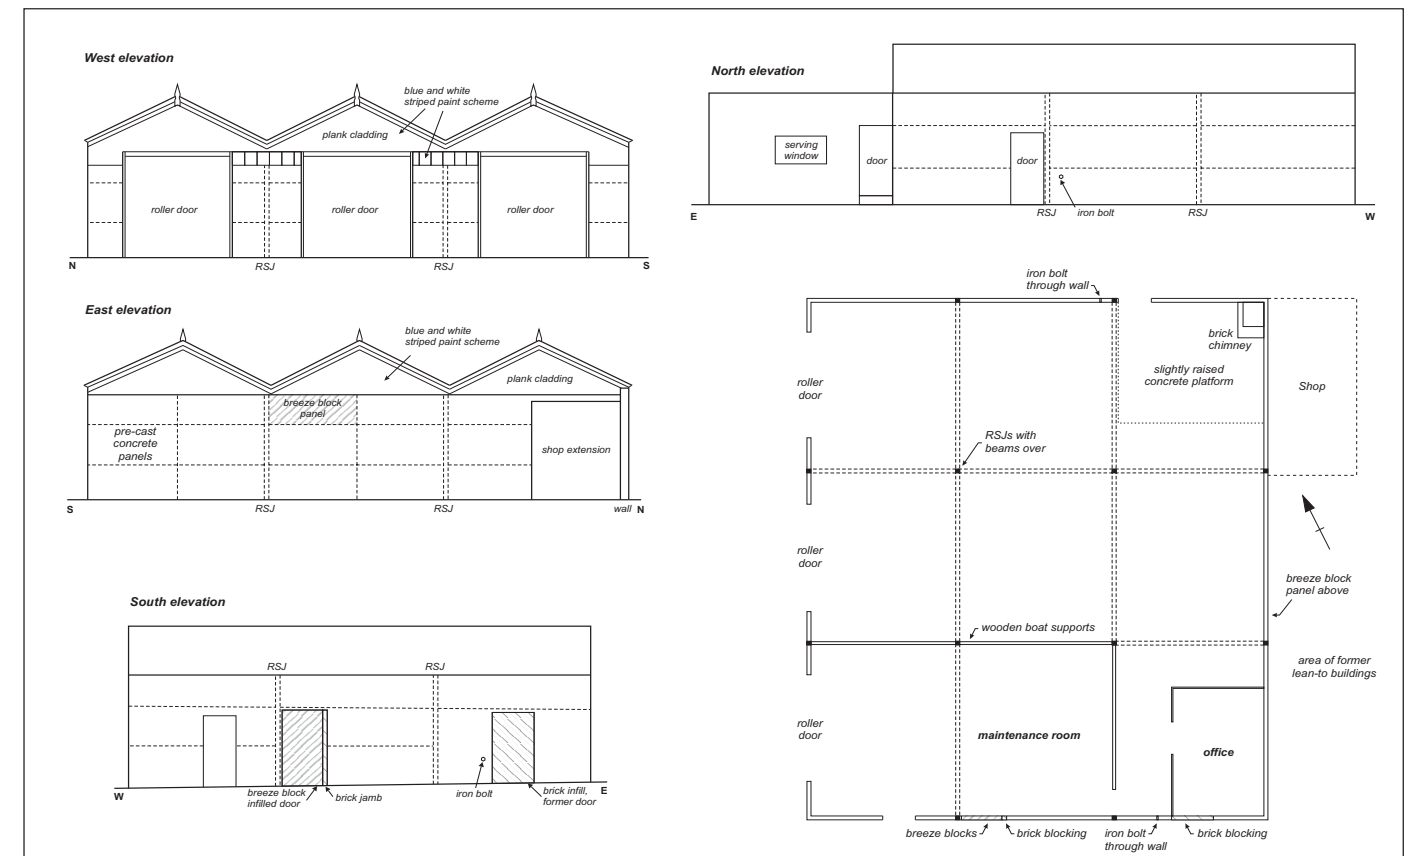 West elevation
blue and white
striped paint scheme
plank cladding
roller door
roller door
roller door
N
RSJ
RSJ
S
North elevation
serving
window
door
door
E
RSJ
iron bolt
RSJ
W
East elevation
blue and white
striped paint scheme
plank cladding
breeze block
panel
pre-cast
concrete
panels
shop extension
S
RSJ
RSJ
wall
N
South elevation
RSJ
RSJ
W
breeze block
infilled door
brick jamb
iron bolt
brick infill,
former door
E
iron bolt
through wall
brick
chimney
slightly raised
concrete platform
Shop
roller
door
RSJs with
beams over
roller
door
breeze block
panel above
wooden boat supports
area of former
lean-to buildings
roller
door
maintenance room
office
breeze blocks
brick blocking
iron bolt
through wall
brick blocking